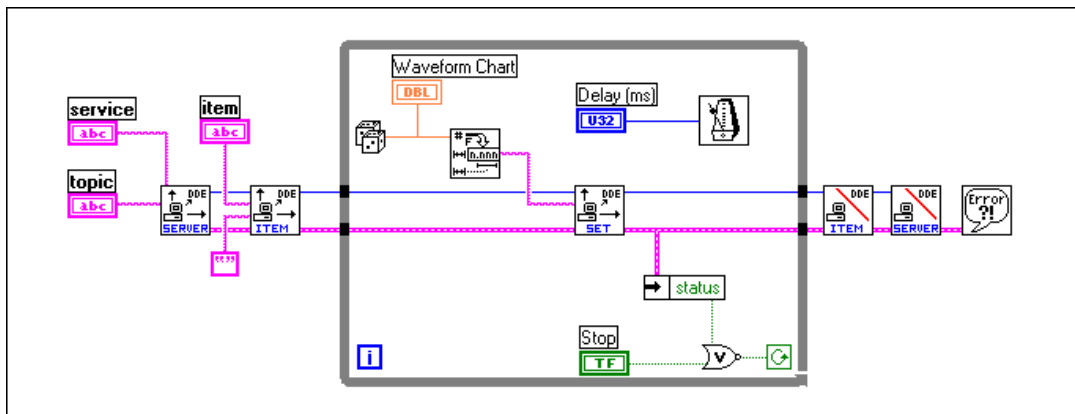 Waveform Chart
DBL
Delay (ms)
U32
service
abc
item
abc
topic
abc
# F
n.nnn
DDE
SERVER
DDE
ITEM
DDE
SET
DDE
ITEM
DDE
SERVER
Error
?!
""
status
Stop
TF
V
i